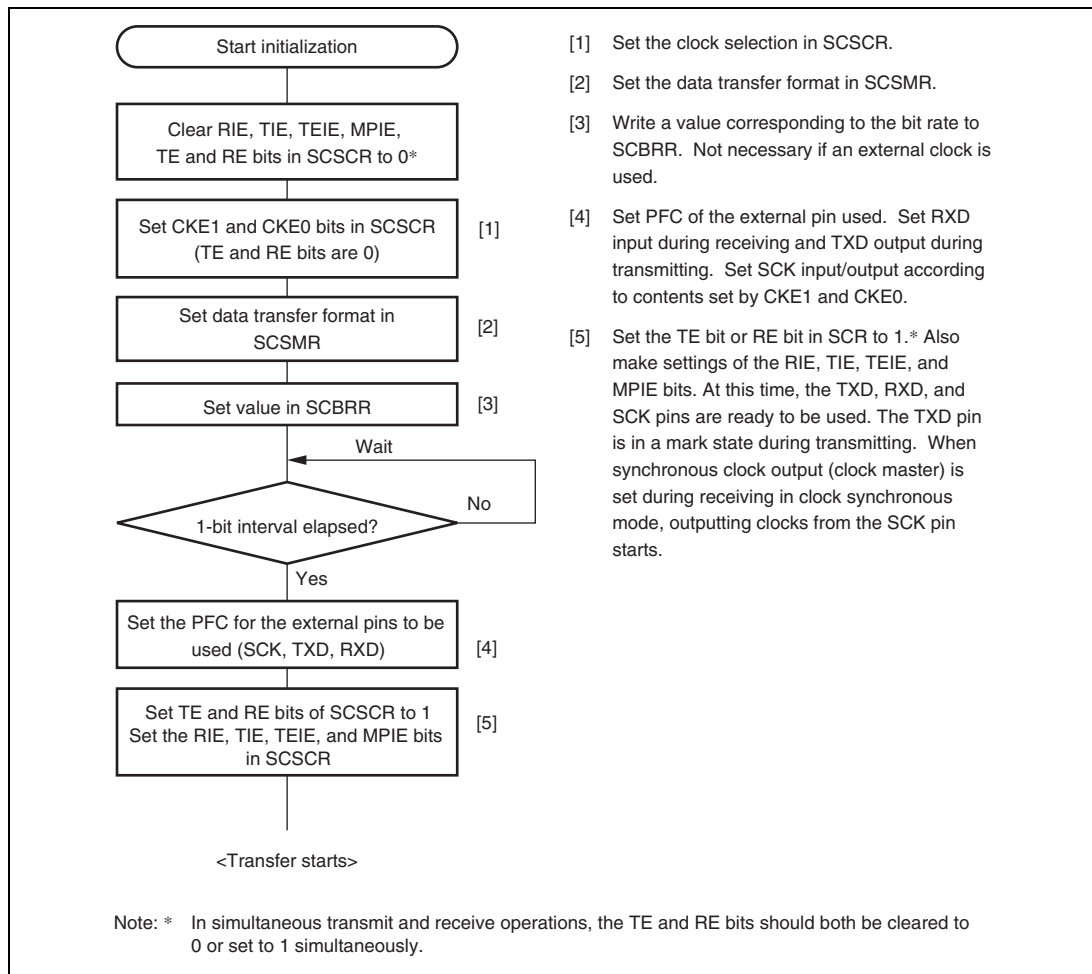 Start initialization
Clear RIE, TIE, TEIE, MPIE,
TE and RE bits in SCSCR to 0*
Set CKE1 and CKE0 bits in SCSCR
(TE and RE bits are 0)
[1]
Set data transfer format in
SCSMR
[2]
Set value in SCBRR
[3]
Wait
1-bit interval elapsed?
No
Yes
Set the PFC for the external pins to be
used (SCK, TXD, RXD)
[4]
Set TE and RE bits of SCSCR to 1
Set the RIE, TIE, TEIE, and MPIE bits
in SCSCR
[5]
<Transfer starts>
[1] Set the clock selection in SCSCR.
[2] Set the data transfer format in SCSMR.
[3] Write a value corresponding to the bit rate to
SCBRR. Not necessary if an external clock is
used.
[4] Set PFC of the external pin used. Set RXD
input during receiving and TXD output during
transmitting. Set SCK input/output according
to contents set by CKE1 and CKE0.
[5] Set the TE bit or RE bit in SCR to 1.* Also
make settings of the RIE, TIE, TEIE, and
MPIE bits. At this time, the TXD, RXD, and
SCK pins are ready to be used. The TXD pin
is in a mark state during transmitting. When
synchronous clock output (clock master) is
set during receiving in clock synchronous
mode, outputting clocks from the SCK pin
starts.
Note: * In simultaneous transmit and receive operations, the TE and RE bits should both be cleared to
0 or set to 1 simultaneously.